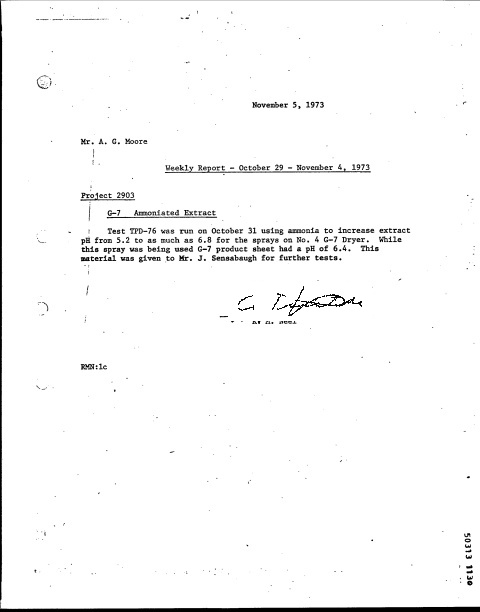 November 5, 1973
Mr. A. G. Moore
Weekly Report - October 29 - November 4, 1973
Project 2903
G-7 Ammoniated Extract
Test TPD-76 was run on October 31 using ammonia to increase extract
pH from 5.2 to as much as 6.8 for the sprays on No. 4 G-7 Dryer. While
this spray was being used G-7 product sheet had a pH of 6.4. This
material was given to Mr. J. Sensabaugh for further tests.
RMN:lc
50313 1130